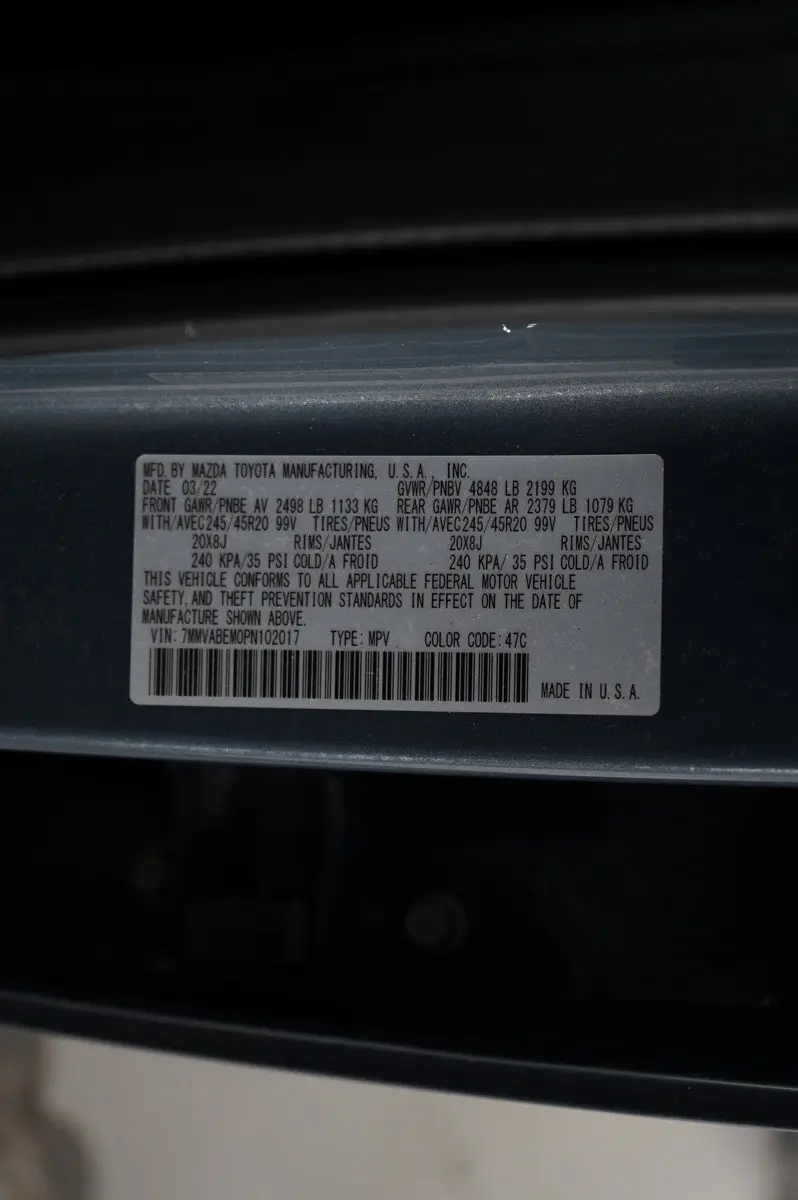 MFD. BY MAZDA TOYOTA MANUFACTURING, U.S.A., INC.
DATE 03/22 GVWR/PNBV 4848 LB 2199 KG
FRONT GAWR/PNBE AV 2498 LB 1133 KG REAR GAWR/PNBE AR 2379 LB 1079 KG
WITH/AVEC245/45R20 99V TIRES/PNEUS WITH/AVEC245/45R20 99V TIRES/PNEUS
20X8J RIMS/JANTES 20X8J RIMS/JANTES
240 KPA/35 PSI COLD/A FROID 240 KPA/ 35 PSI COLD/A FROID
THIS VEHICLE CONFORMS TO ALL APPLICABLE FEDERAL MOTOR VEHICLE
SAFETY, AND THEFT PREVENTION STANDARDS IN EFFECT ON THE DATE OF
MANUFACTURE SHOWN ABOVE.
VIN: 7MMVABEM0PN102017 TYPE: MPV COLOR CODE: 47C
MADE IN U.S.A.